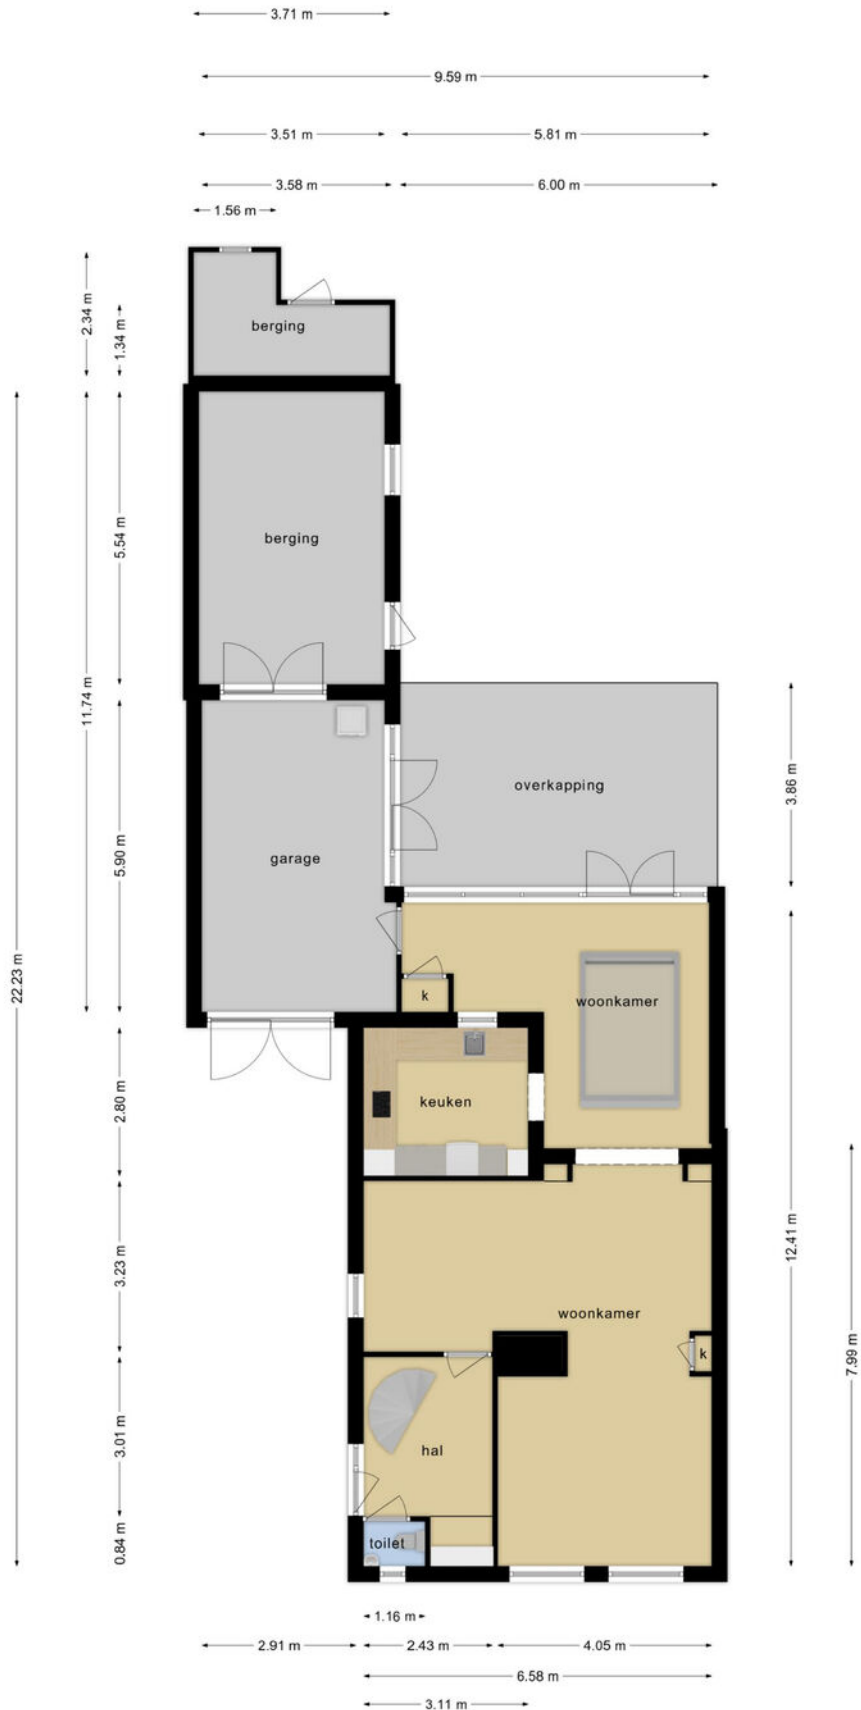 3.71 m
9.59 m
3.51 m
5.81 m
3.58 m
6.00 m
1.56 m
2.34 m
1.34 m
berging
5.54 m
berging
11.74 m
22.23 m
3.86 m
overkapping
garage
5.90 m
k
woonkamer
2.80 m
keuken
12.41 m
3.23 m
woonkamer
7.99 m
k
3.01 m
hal
0.84 m
toilet
1.16 m
2.91 m
2.43 m
4.05 m
6.58 m
3.11 m